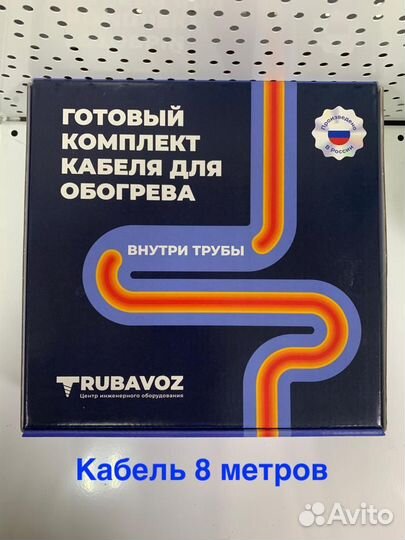 ГОТОВЫЙ
КОМПЛЕКТ
КАБЕЛЯ ДЛЯ
ОБОГРЕВА
Произведено
В России
ВНУТРИ ТРУБЫ
TRUBAVOZ
Центр инженерного оборудования
Кабель 8 метров
Avito